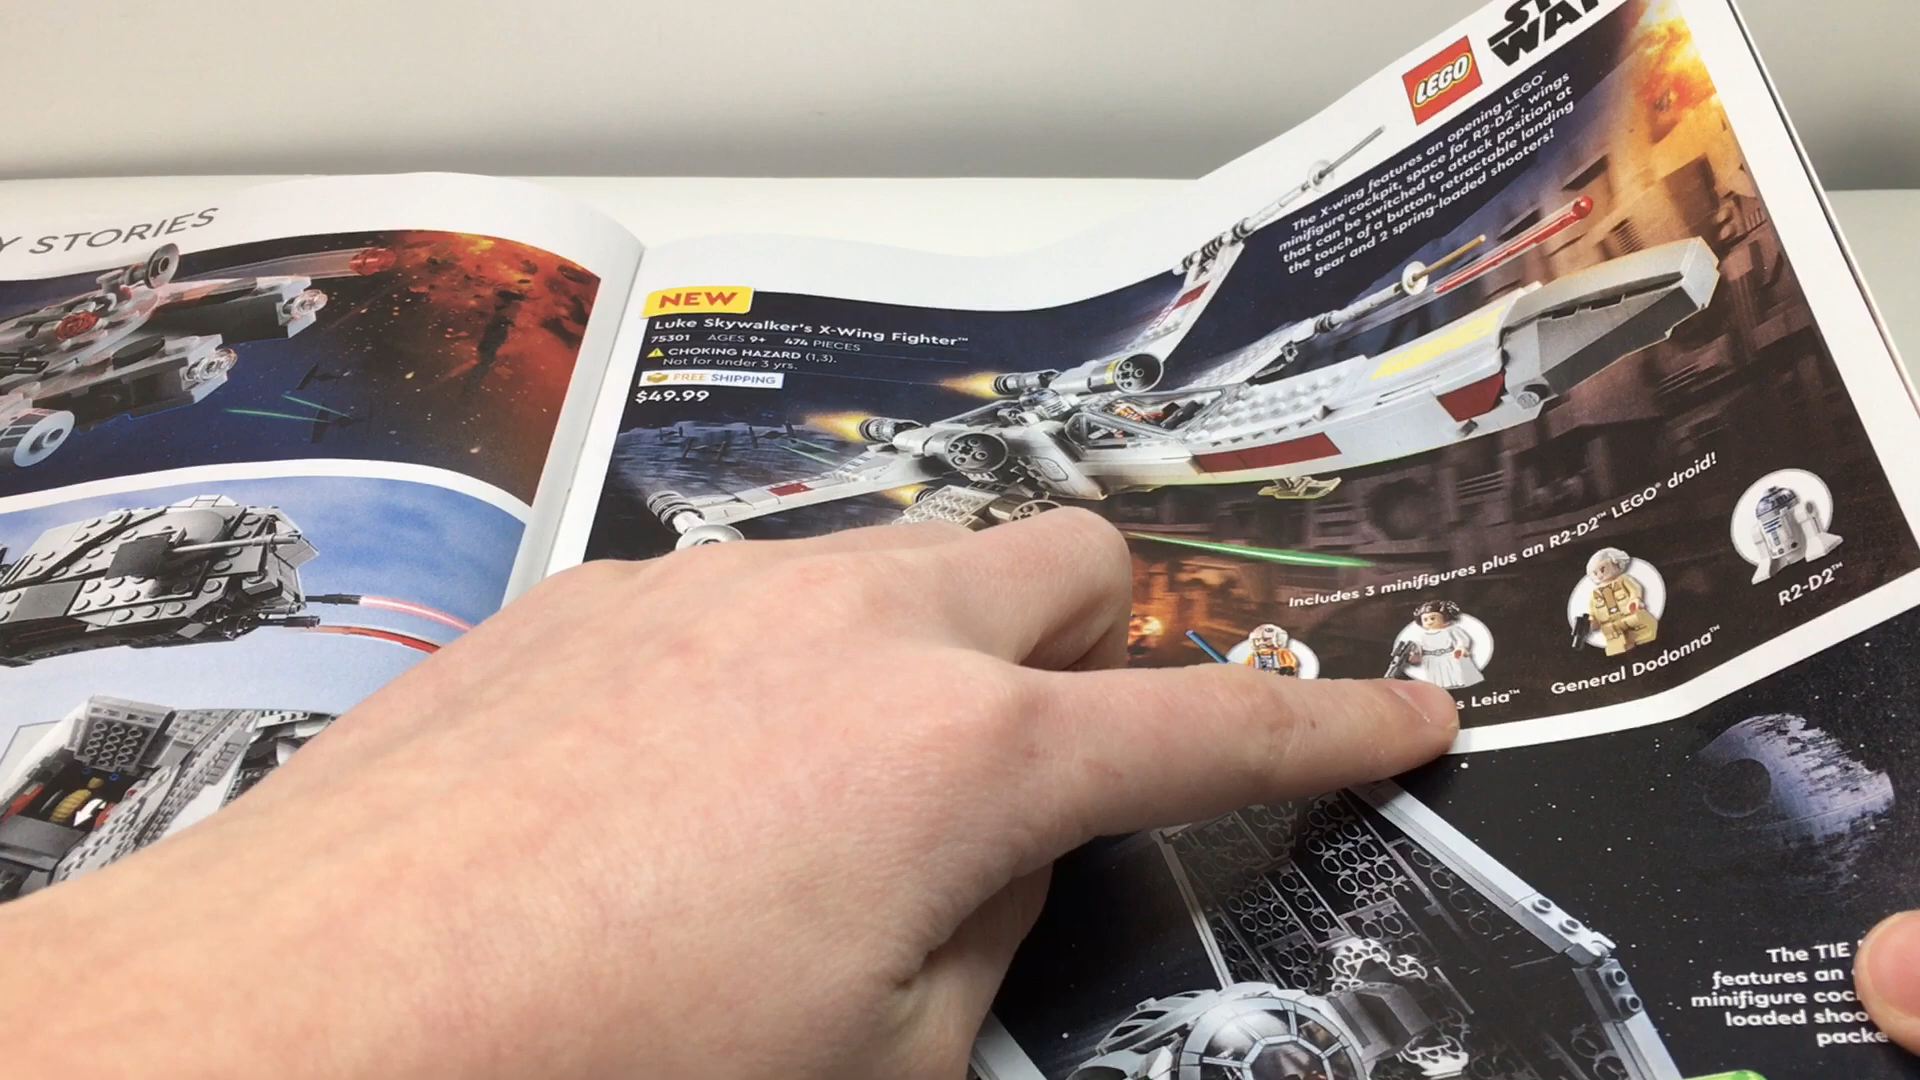 Y STORIES
LEGO
STAR
WARS
The X-wing features an opening LEGO®
minifigure cockpit, space for R2-D2™, wings
that can be switched to attack position at
the touch of a button, retractable landing
gear and 2 spring-loaded shooters!
NEW
Luke Skywalker's X-Wing Fighter™
75301 AGES 9+ 474 PIECES
CHOKING HAZARD (1,3).
Not for under 3 yrs.
FREE SHIPPING
$49.99
Includes 3 minifigures plus an R2-D2™ LEGO® droid!
R2-D2™
General Dodonna™
s Leia™
The TIE
features an
minifigure coc
loaded shoo
packe